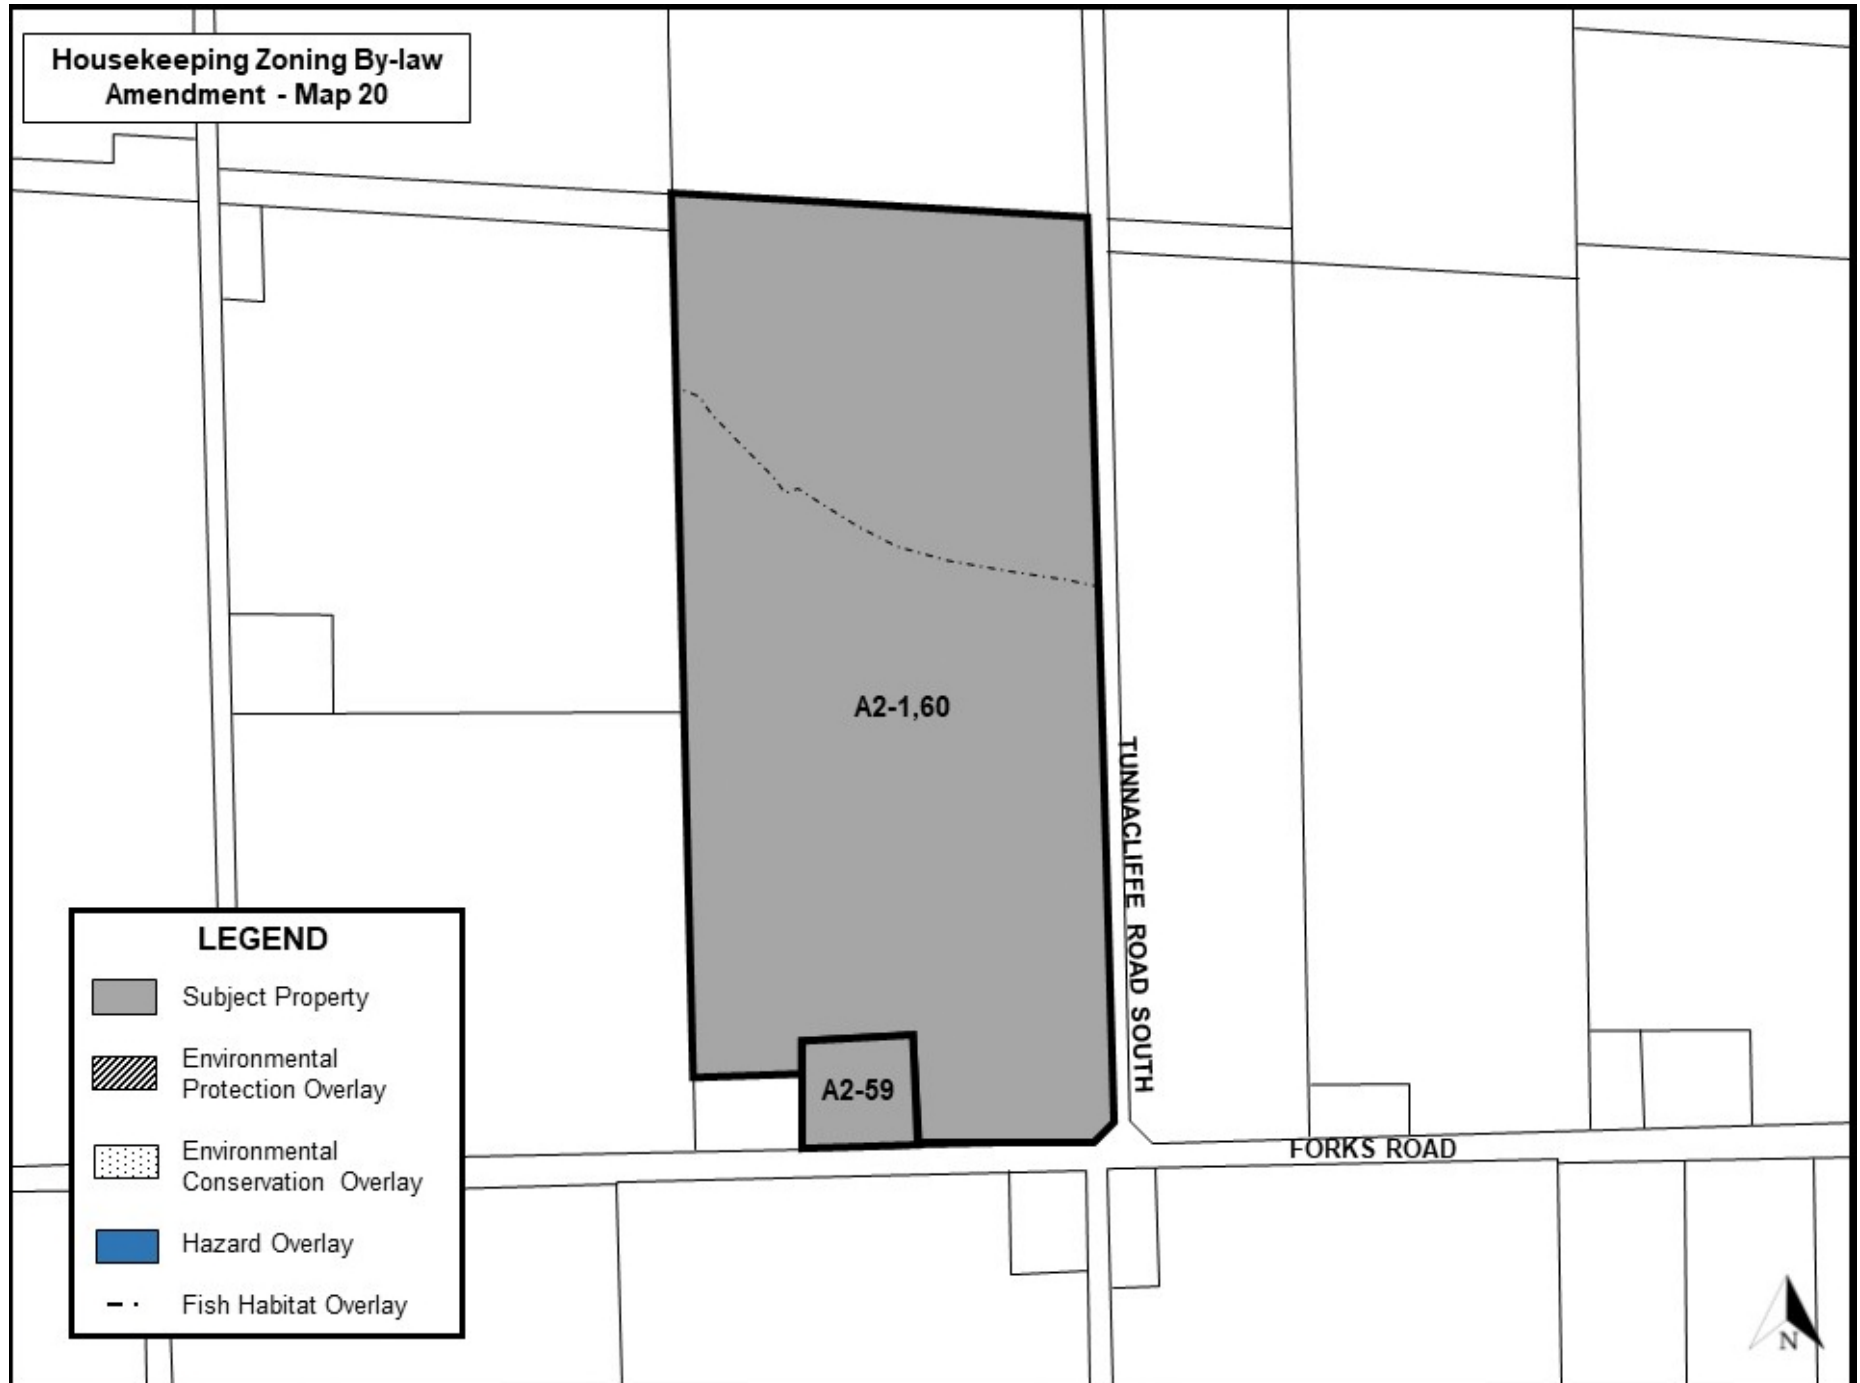 Housekeeping Zoning By-law
Amendment - Map 20
A2-1,60
TUNNACLIFFE ROAD SOUTH
A2-59
FORKS ROAD
LEGEND
Subject Property
Environmental
Protection Overlay
Environmental
Conservation Overlay
Hazard Overlay
Fish Habitat Overlay
N